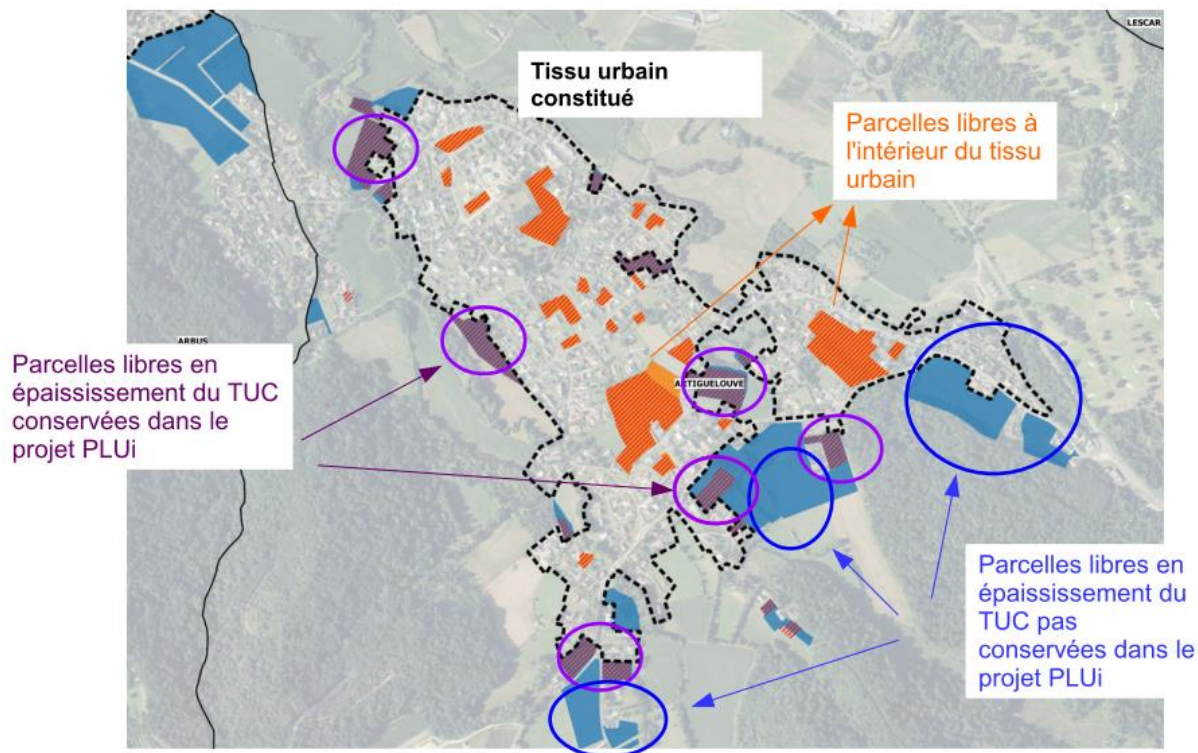 LESCAR
Tissu urbain
constitué
Parcelles libres à
l'intérieur du tissu
urbain
ARBUS
Parcelles libres en
épaississement du TUC
conservées dans le
projet PLUi
ARTIGUELOUVE
Parcelles libres en
épaississement du
TUC pas
conservées dans le
projet PLUi